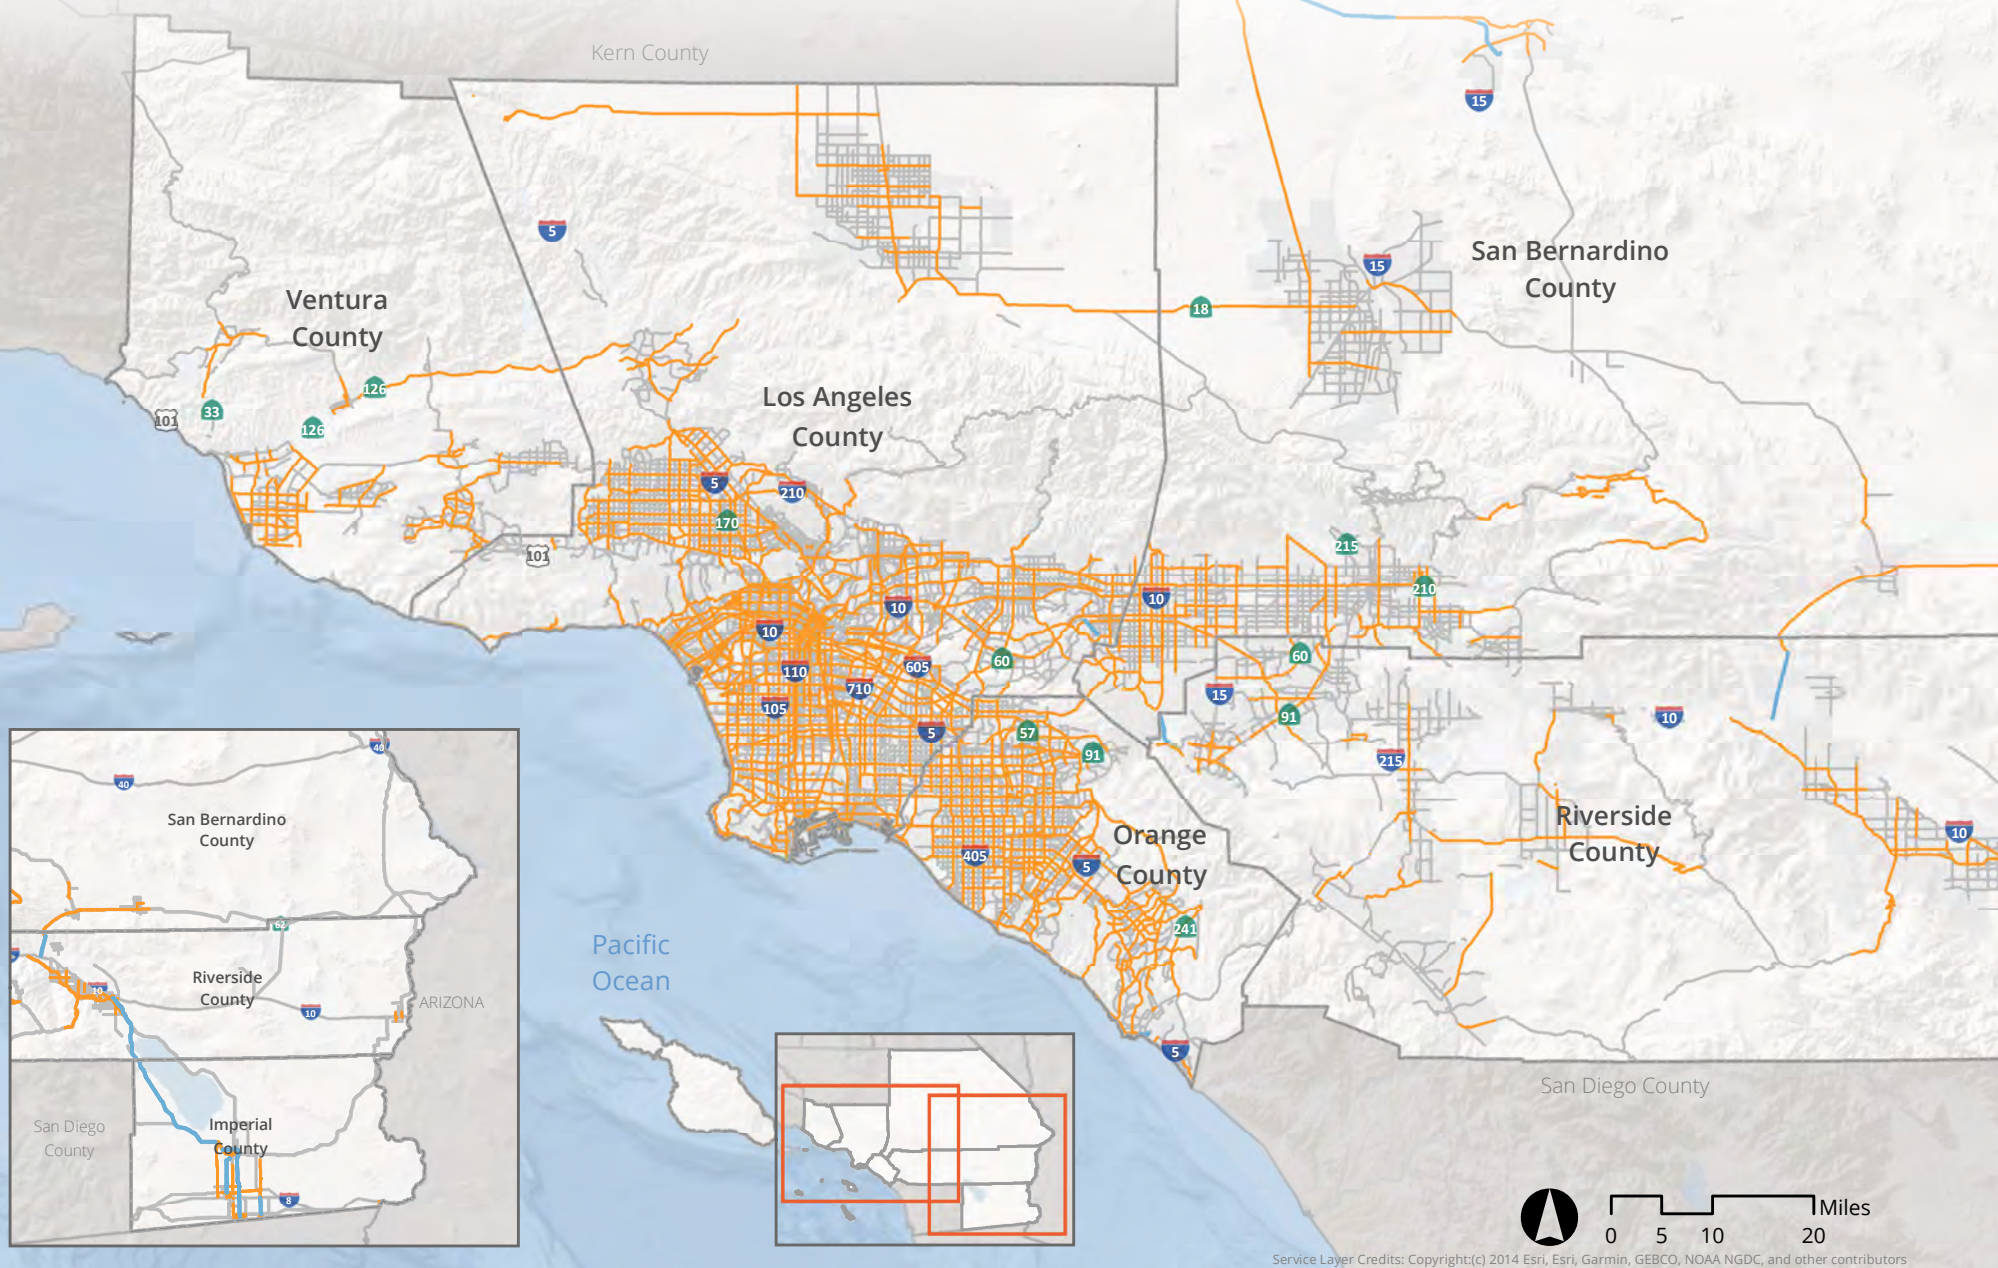 Kern County
15
5
San Bernardino
County
15
Ventura
County
18
126
Los Angeles
County
33
101
126
5
210
170
101
215
210
10
10
10
60
60
110
605
710
15
105
91
10
5
57
91
215
40
40
San Bernardino
County
Orange
County
Riverside
County
10
405
5
62
241
Pacific
Ocean
Riverside
County
10
10
ARIZONA
5
San Diego County
San Diego
County
Imperial
County
8
Miles
0 5 10 20
Service Layer Credits: Copyright:(c) 2014 Esri, Esri, Garmin, GEBCO, NOAA NGDC, and other contributors